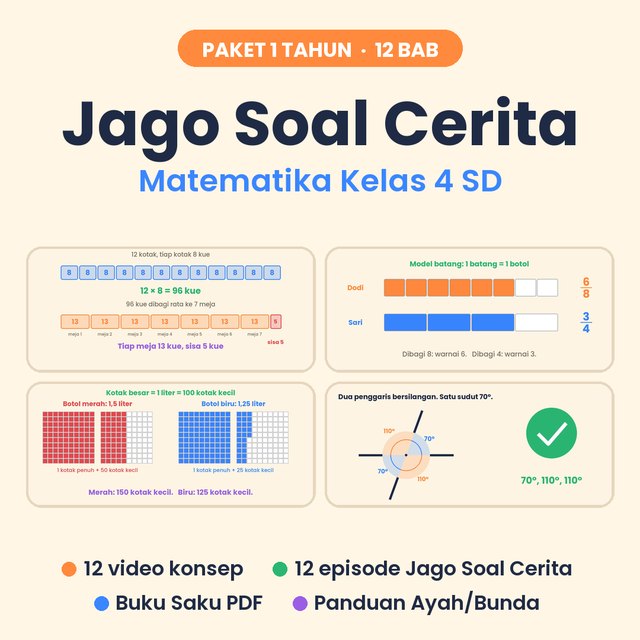 PAKET 1 TAHUN · 12 BAB
Jago Soal Cerita
Matematika Kelas 4 SD
12 kotak, tiap kotak 8 kue
8 8 8 8 8 8 8 8 8 8 8 8
12 × 8 = 96 kue
96 kue dibagi rata ke 7 meja
13 13 13 13 13 13 13 5
meja 1 meja 2 meja 3 meja 4 meja 5 meja 6 meja 7
sisa 5
Tiap meja 13 kue, sisa 5 kue
Model batang: 1 batang = 1 botol
Dodi 6/8
Sari 3/4
Dibagi 8: warnai 6. Dibagi 4: warnai 3.
Kotak besar = 1 liter = 100 kotak kecil
Botol merah: 1,5 liter Botol biru: 1,25 liter
1 kotak penuh + 50 kotak kecil 1 kotak penuh + 25 kotak kecil
Merah: 150 kotak kecil. Biru: 125 kotak kecil.
Dua penggaris bersilangan. Satu sudut 70°.
110° 70°
70° 110°
70°, 110°, 110°
12 video konsep 12 episode Jago Soal Cerita
Buku Saku PDF Panduan Ayah/Bunda